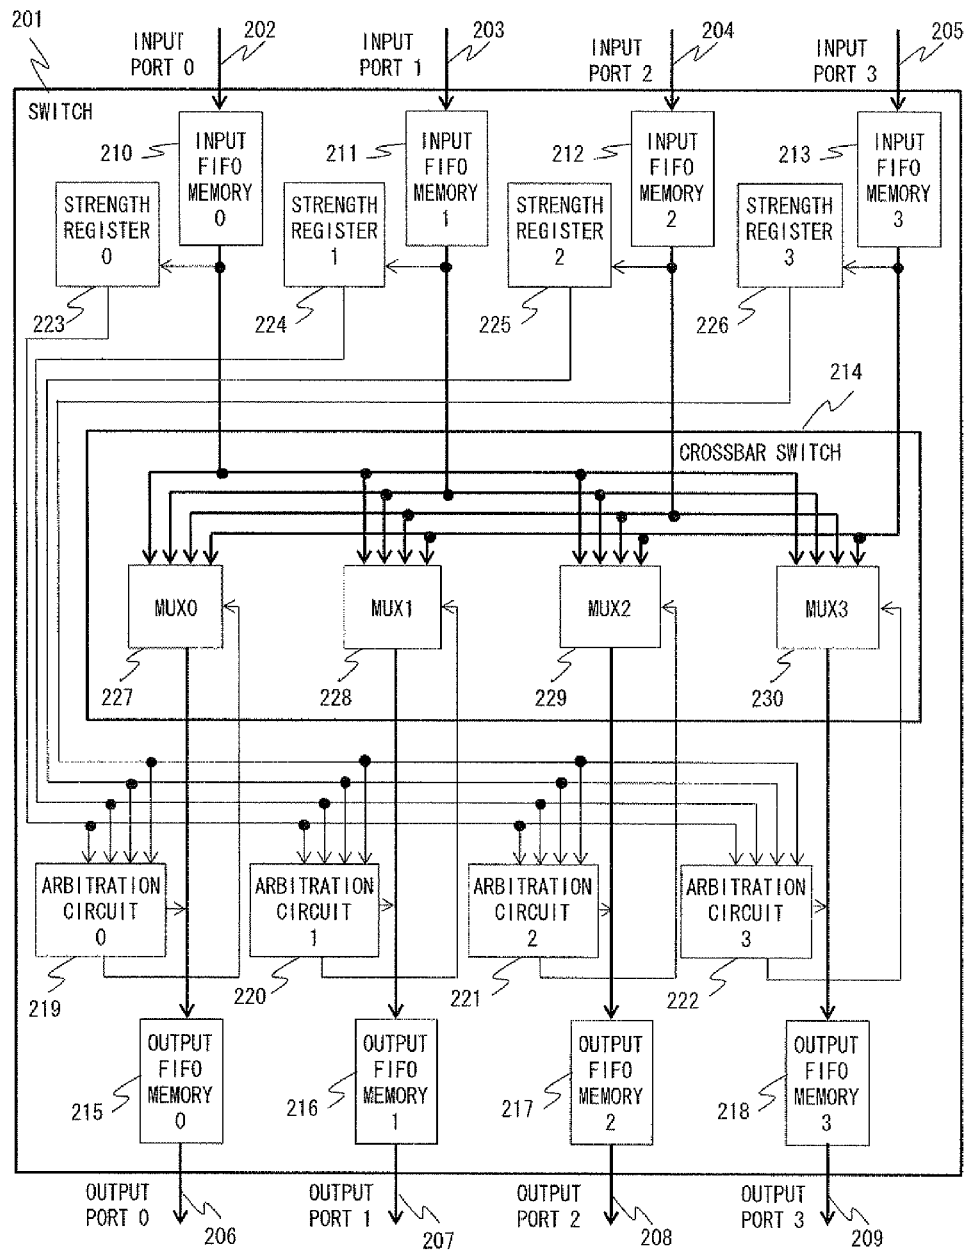 201
INPUT
PORT 0
202
INPUT
PORT 1
203
INPUT
PORT 2
204
INPUT
PORT 3
205
SWITCH
210
INPUT
FIFO
MEMORY
0
211
INPUT
FIFO
MEMORY
1
212
INPUT
FIFO
MEMORY
2
213
INPUT
FIFO
MEMORY
3
STRENGTH
REGISTER
0
STRENGTH
REGISTER
1
STRENGTH
REGISTER
2
STRENGTH
REGISTER
3
223
224
225
226
214
CROSSBAR SWITCH
MUX0
MUX1
MUX2
MUX3
227
228
229
230
ARBITRATION
CIRCUIT
0
ARBITRATION
CIRCUIT
1
ARBITRATION
CIRCUIT
2
ARBITRATION
CIRCUIT
3
219
220
221
222
215
OUTPUT
FIFO
MEMORY
0
216
OUTPUT
FIFO
MEMORY
1
217
OUTPUT
FIFO
MEMORY
2
218
OUTPUT
FIFO
MEMORY
3
OUTPUT
PORT 0
206
OUTPUT
PORT 1
207
OUTPUT
PORT 2
208
OUTPUT
PORT 3
209